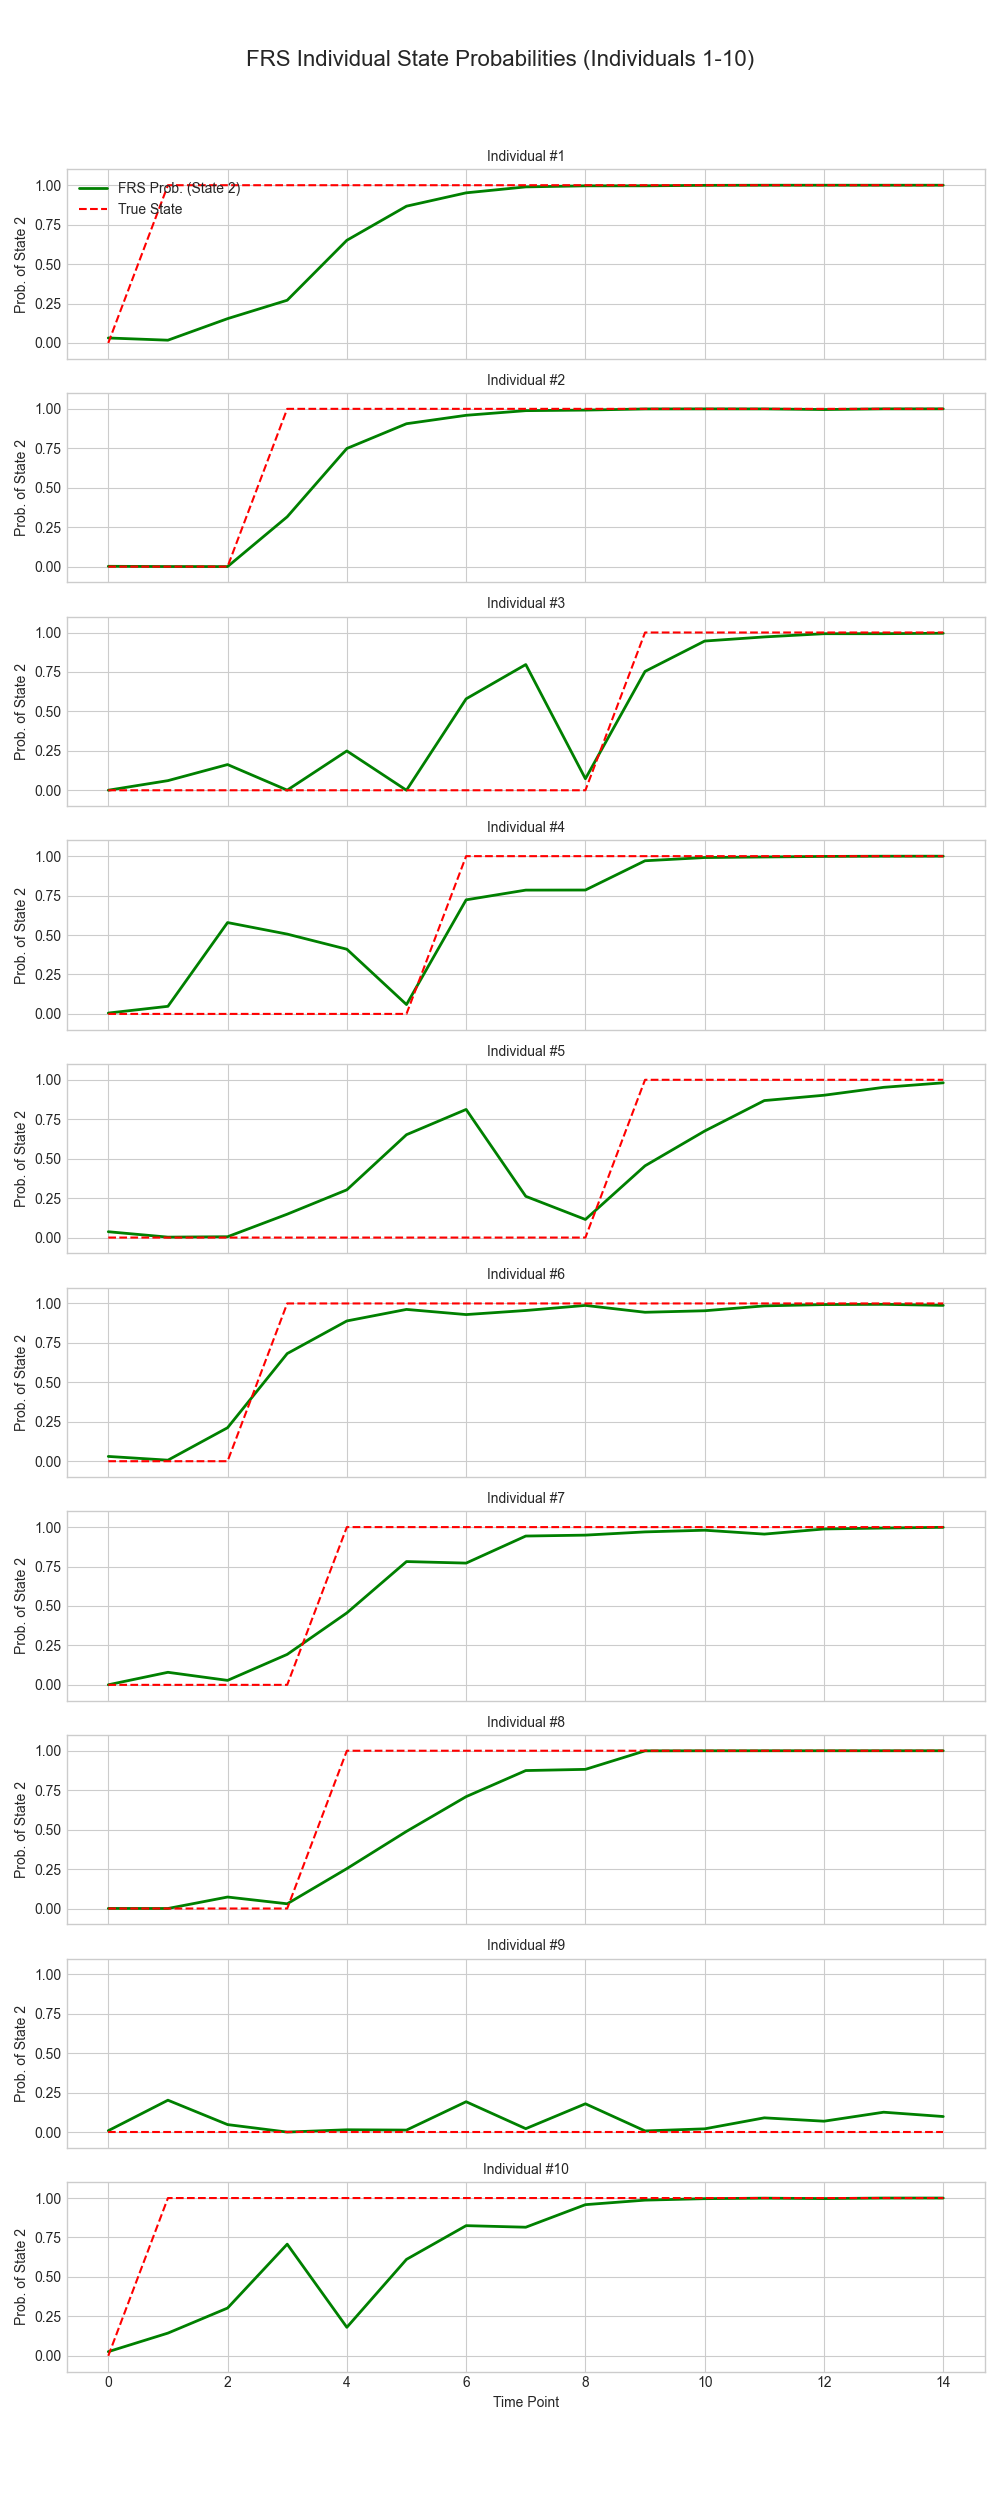 FRS Individual State Probabilities (Individuals 1-10)
Individual #1
FRS Prob. (State 2)
True State
Prob. of State 2
1.00
0.75
0.50
0.25
0.00
Individual #2
Prob. of State 2
1.00
0.75
0.50
0.25
0.00
Individual #3
Prob. of State 2
1.00
0.75
0.50
0.25
0.00
Individual #4
Prob. of State 2
1.00
0.75
0.50
0.25
0.00
Individual #5
Prob. of State 2
1.00
0.75
0.50
0.25
0.00
Individual #6
Prob. of State 2
1.00
0.75
0.50
0.25
0.00
Individual #7
Prob. of State 2
1.00
0.75
0.50
0.25
0.00
Individual #8
Prob. of State 2
1.00
0.75
0.50
0.25
0.00
Individual #9
Prob. of State 2
1.00
0.75
0.50
0.25
0.00
Individual #10
Prob. of State 2
1.00
0.75
0.50
0.25
0.00
0 2 4 6 8 10 12 14
Time Point